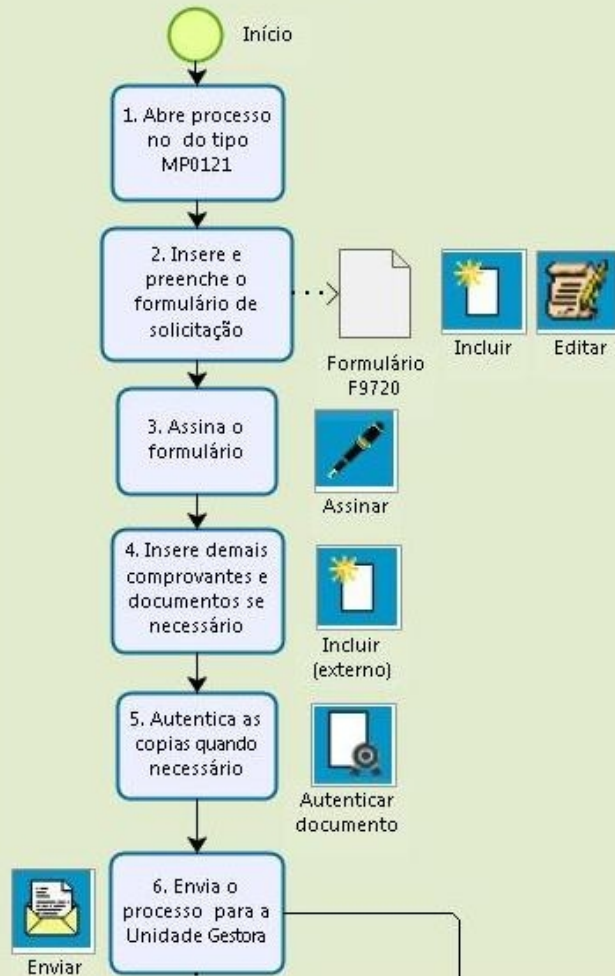 Início
1. Abre processo
no do tipo
MP0121
2. Insere e
preenche o
formulário de
solicitação
Formulário
F9720
Incluir
Editar
3. Assina o
formulário
Assinar
4. Insere demais
comprovantes e
documentos se
necessário
Incluir
(externo)
5. Autentica as
copias quando
necessário
Autenticar
documento
6. Envia o
processo para a
Unidade Gestora
Enviar